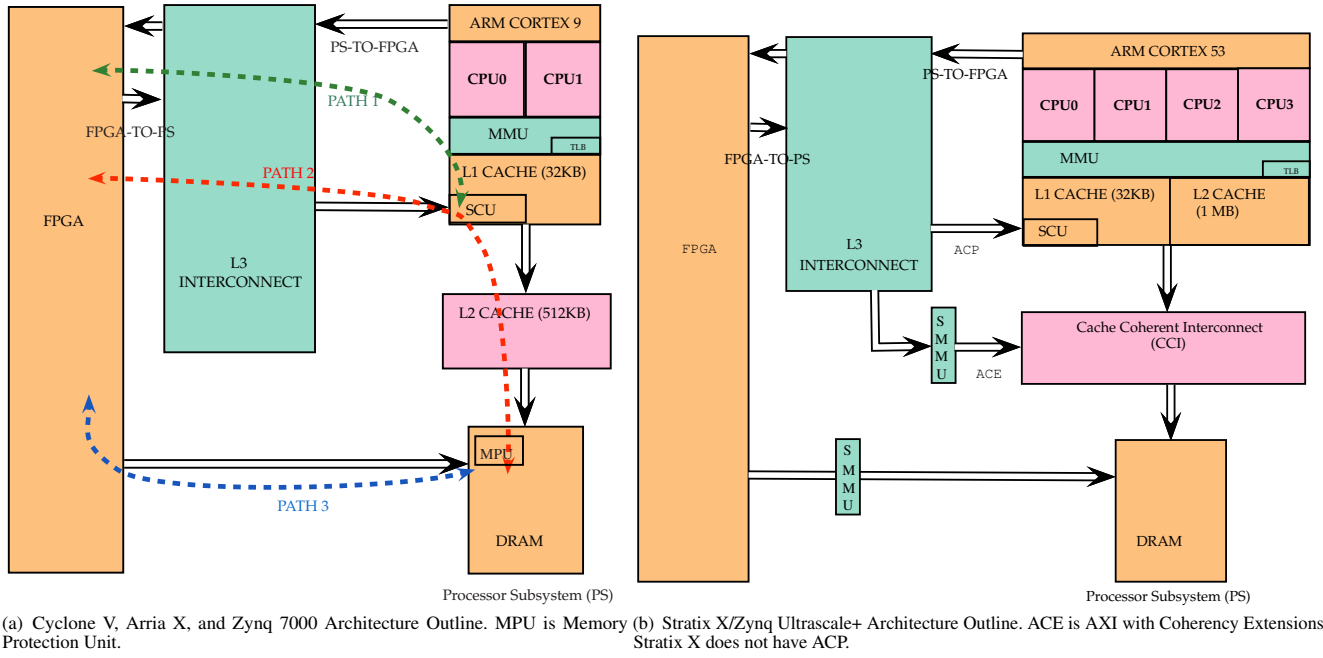 ARM CORTEX 9
PS-TO-FPGA
CPU0
CPU1
PATH 1
FPGA-TO-PS
MMU
TLB
PATH 2
L1 CACHE (32KB)
SCU
FPGA
L3
INTERCONNECT
L2 CACHE (512KB)
MPU
PATH 3
DRAM
Processor Subsystem (PS)
(a) Cyclone V, Arria X, and Zynq 7000 Architecture Outline. MPU is Memory
Protection Unit.
ARM CORTEX 53
PS-TO-FPGA
CPU0
CPU1
CPU2
CPU3
FPGA-TO-PS
MMU
TLB
L1 CACHE (32KB)
L2 CACHE
(1 MB)
SCU
FPGA
L3
INTERCONNECT
ACP
SMMU
ACE
Cache Coherent Interconnect
(CCI)
SMMU
DRAM
Processor Subsystem (PS)
(b) Stratix X/Zynq Ultrascale+ Architecture Outline. ACE is AXI with Coherency Extensions
Stratix X does not have ACP.